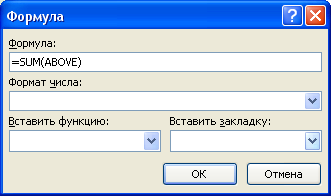 Формула
Формула:
=SUM(ABOVE)
Формат числа:
Вставить функцию: Вставить закладку:
ОК Отмена